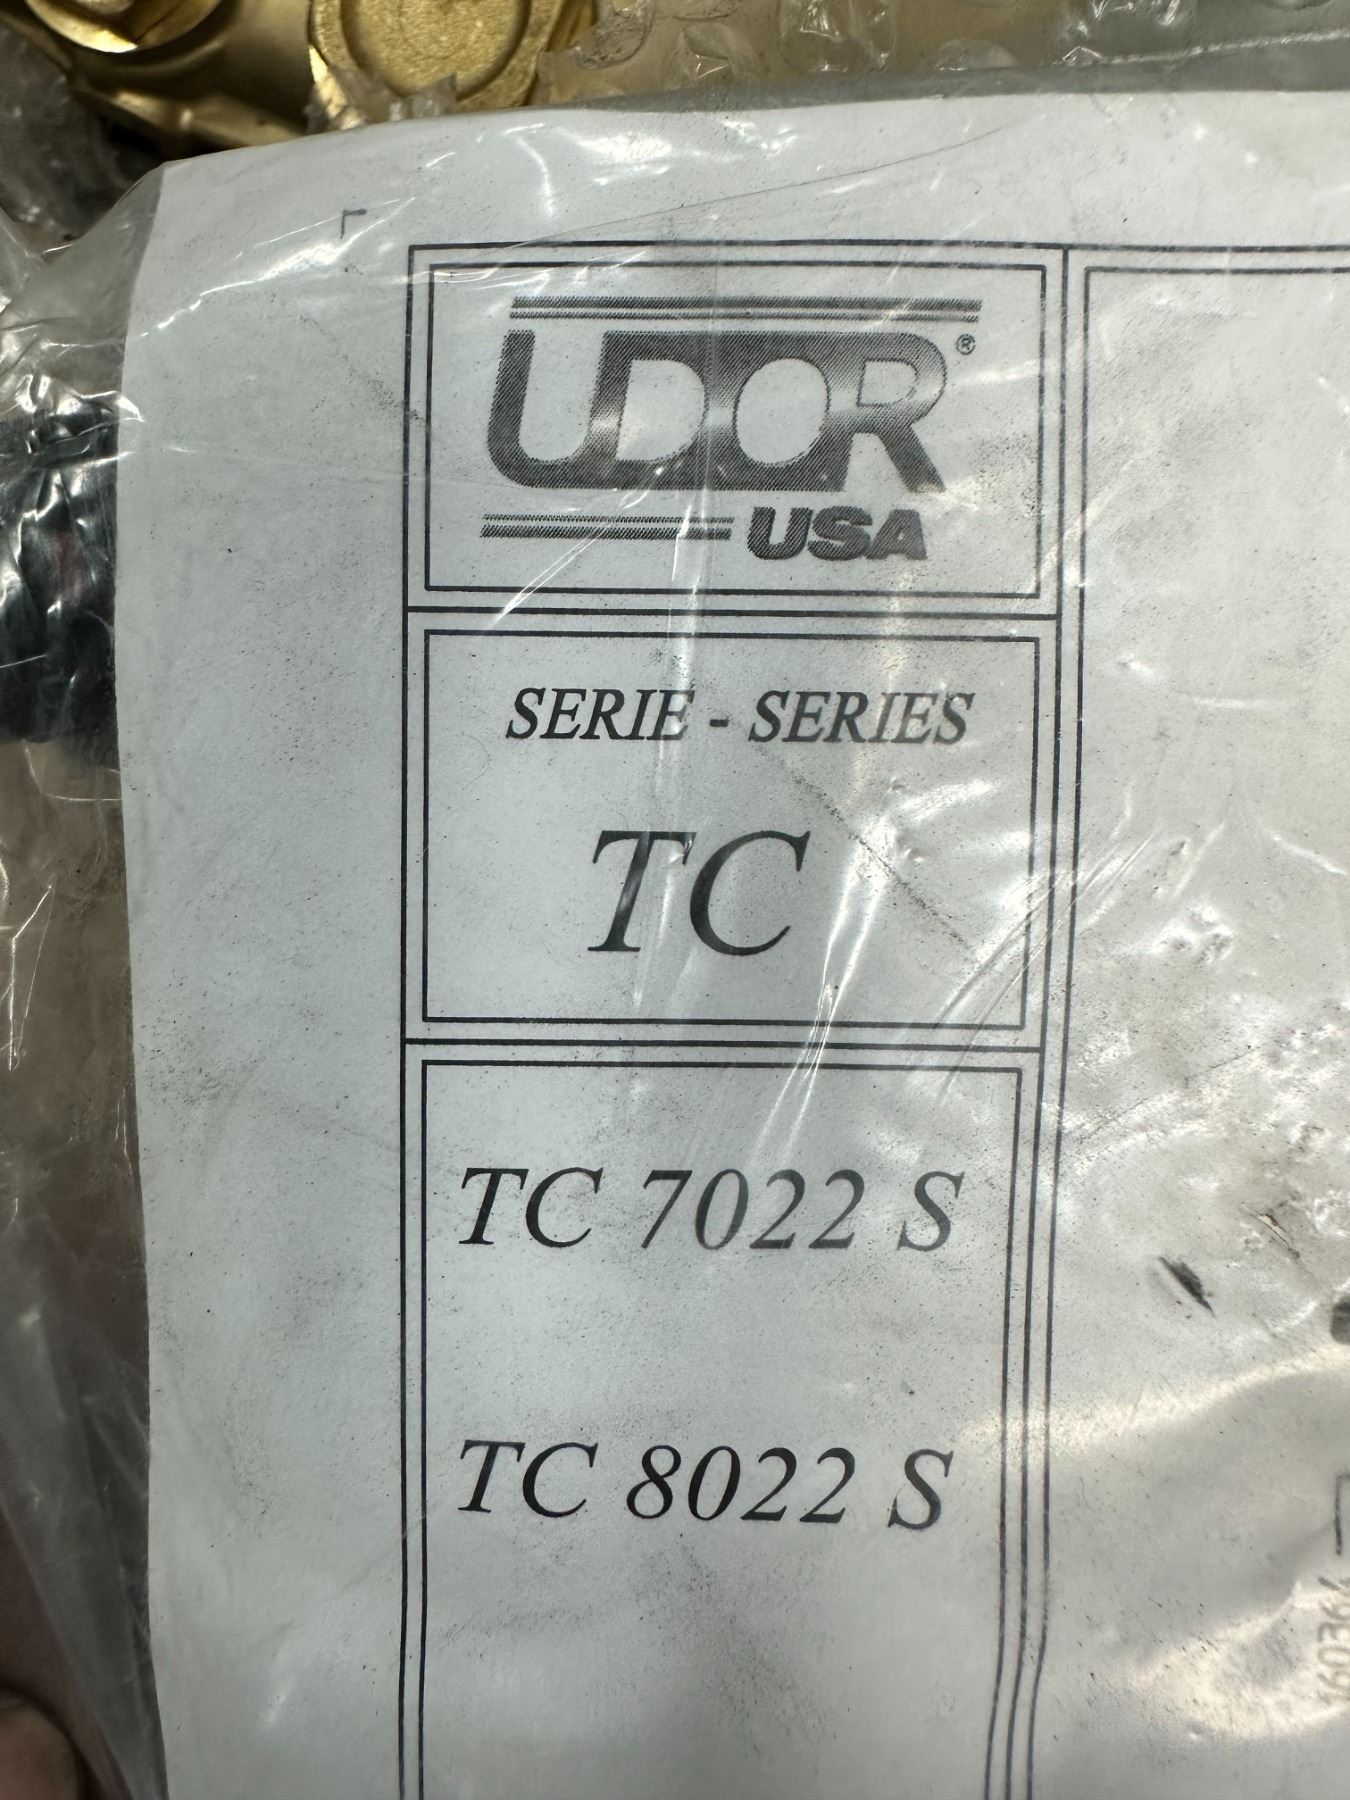 UDOR®
USA
SERIE - SERIES
TC
TC 7022 S
TC 8022 S